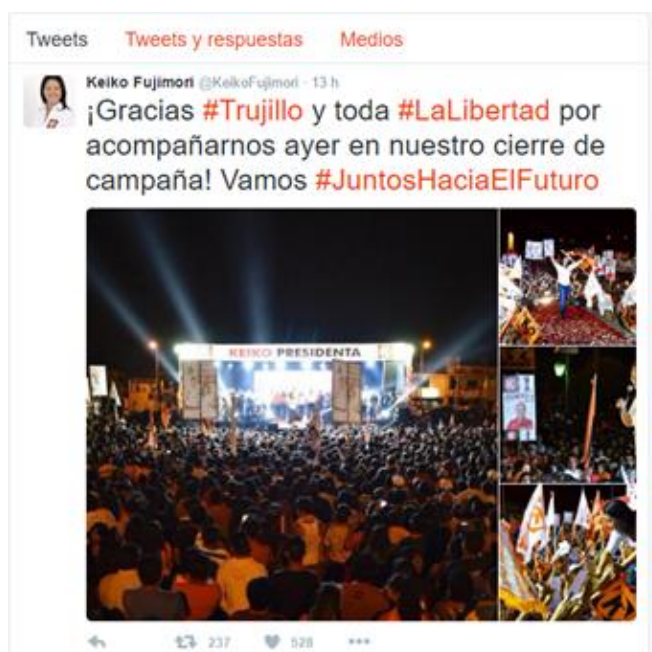 Tweets Tweets y respuestas Medios
Keiko Fujimori @KeikoFujimori · 13 h
¡Gracias #Trujillo y toda #LaLibertad por
acompañarnos ayer en nuestro cierre de
campaña! Vamos #JuntosHaciaElFuturo
KEIKO PRESIDENTA
237 528